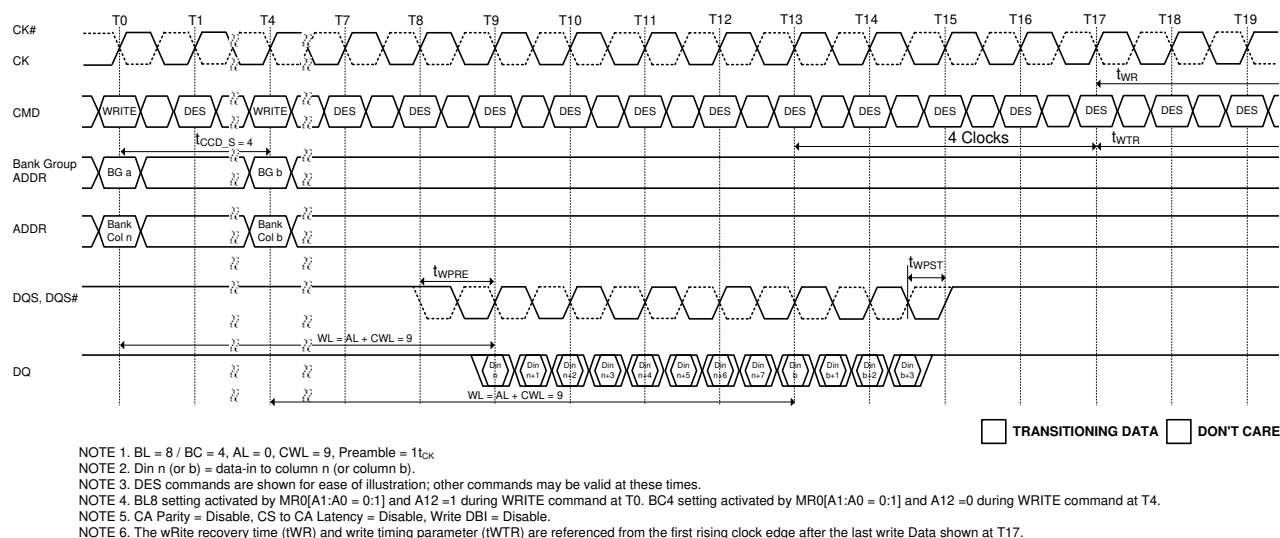 T0 T1 T4 T7 T8 T9 T10 T11 T12 T13 T14 T15 T16 T17 T18 T19
CK#
CK
tWR
CMD
WRITE DES WRITE DES DES DES DES DES DES DES DES DES DES DES DES DES
tCCD_S = 4
4 Clocks
tWTR
Bank Group
ADDR
BG a BG b
ADDR
Bank
Col n
Bank
Col b
tWPRE
tWPST
DQS, DQS#
WL = AL + CWL = 9
DQ
Din
n
Din
n+1
Din
n+2
Din
n+3
Din
n+4
Din
n+5
Din
n+6
Din
n+7
Din
b
Din
b+1
Din
b+2
Din
b+3
WL = AL + CWL = 9
TRANSITIONING DATA DON'T CARE
NOTE 1. BL = 8 / BC = 4, AL = 0, CWL = 9, Preamble = 1tCK
NOTE 2. Din n (or b) = data-in to column n (or column b).
NOTE 3. DES commands are shown for ease of illustration; other commands may be valid at these times.
NOTE 4. BL8 setting activated by MR0[A1:A0 = 0:1] and A12 =1 during WRITE command at T0. BC4 setting activated by MR0[A1:A0 = 0:1] and A12 =0 during WRITE command at T4.
NOTE 5. CA Parity = Disable, CS to CA Latency = Disable, Write DBI = Disable.
NOTE 6. The wRite recovery time (tWR) and write timing parameter (tWTR) are referenced from the first rising clock edge after the last write Data shown at T17.